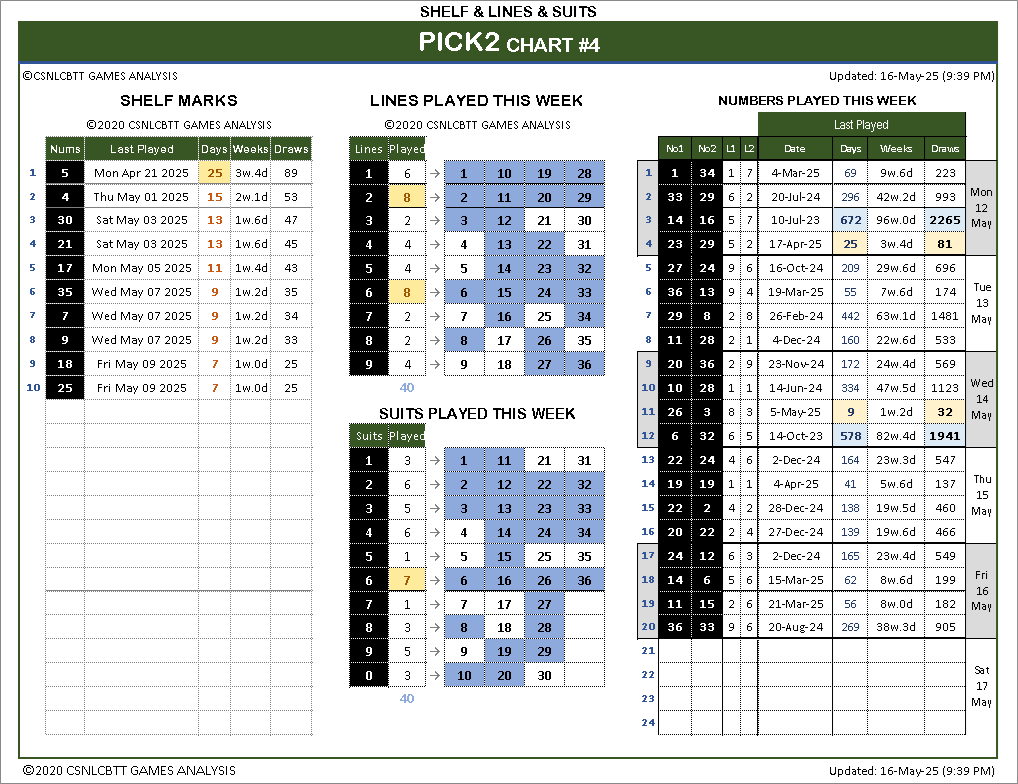 SHELF & LINES & SUITS
PICK2 CHART #4
©CSNLCBTT GAMES ANALYSIS Updated: 16-May-25 (9:39 PM)
SHELF MARKS
©2020 CSNLCBTT GAMES ANALYSIS
Nums Last Played Days Weeks Draws
1 5 Mon Apr 21 2025 25 3w.4d 89
2 4 Thu May 01 2025 15 2w.1d 53
3 30 Sat May 03 2025 13 1w.6d 47
4 21 Sat May 03 2025 13 1w.6d 45
5 17 Mon May 05 2025 11 1w.4d 43
6 35 Wed May 07 2025 9 1w.2d 35
7 7 Wed May 07 2025 9 1w.2d 34
8 9 Wed May 07 2025 9 1w.2d 33
9 18 Fri May 09 2025 7 1w.0d 25
10 25 Fri May 09 2025 7 1w.0d 25
LINES PLAYED THIS WEEK
©2020 CSNLCBTT GAMES ANALYSIS
Lines Played
1 6 → 1 10 19 28
2 8 → 2 11 20 29
3 2 → 3 12 21 30
4 4 → 4 13 22 31
5 4 → 5 14 23 32
6 8 → 6 15 24 33
7 2 → 7 16 25 34
8 2 → 8 17 26 35
9 4 → 9 18 27 36
40
SUITS PLAYED THIS WEEK
Suits Played
1 3 → 1 11 21 31
2 6 → 2 12 22 32
3 5 → 3 13 23 33
4 6 → 4 14 24 34
5 1 → 5 15 25 35
6 7 → 6 16 26 36
7 1 → 7 17 27
8 3 → 8 18 28
9 5 → 9 19 29
0 3 → 10 20 30
40
NUMBERS PLAYED THIS WEEK
Last Played
No1 No2 L1 L2 Date Days Weeks Draws
1 1 34 1 7 4-Mar-25 69 9w.6d 223
2 33 29 6 2 20-Jul-24 296 42w.2d 993
3 14 16 5 7 10-Jul-23 672 96w.0d 2265
4 23 29 5 2 17-Apr-25 25 3w.4d 81
Mon
12
May
5 27 24 9 6 16-Oct-24 209 29w.6d 696
6 36 13 9 4 19-Mar-25 55 7w.6d 174
7 29 8 2 8 26-Feb-24 442 63w.1d 1481
8 11 28 2 1 4-Dec-24 160 22w.6d 533
Tue
13
May
9 20 36 2 9 23-Nov-24 172 24w.4d 569
10 10 28 1 1 14-Jun-24 334 47w.5d 1123
11 26 3 8 3 5-May-25 9 1w.2d 32
12 6 32 6 5 14-Oct-23 578 82w.4d 1941
Wed
14
May
13 22 24 4 6 2-Dec-24 164 23w.3d 547
14 19 19 1 1 4-Apr-25 41 5w.6d 137
15 22 2 4 2 28-Dec-24 138 19w.5d 460
16 20 22 2 4 27-Dec-24 139 19w.6d 466
Thu
15
May
17 24 12 6 3 2-Dec-24 165 23w.4d 549
18 14 6 5 6 15-Mar-25 62 8w.6d 199
19 11 15 2 6 21-Mar-25 56 8w.0d 182
20 36 33 9 6 20-Aug-24 269 38w.3d 905
Fri
16
May
21
22
23
24
Sat
17
May
©2020 CSNLCBTT GAMES ANALYSIS Updated: 16-May-25 (9:39 PM)